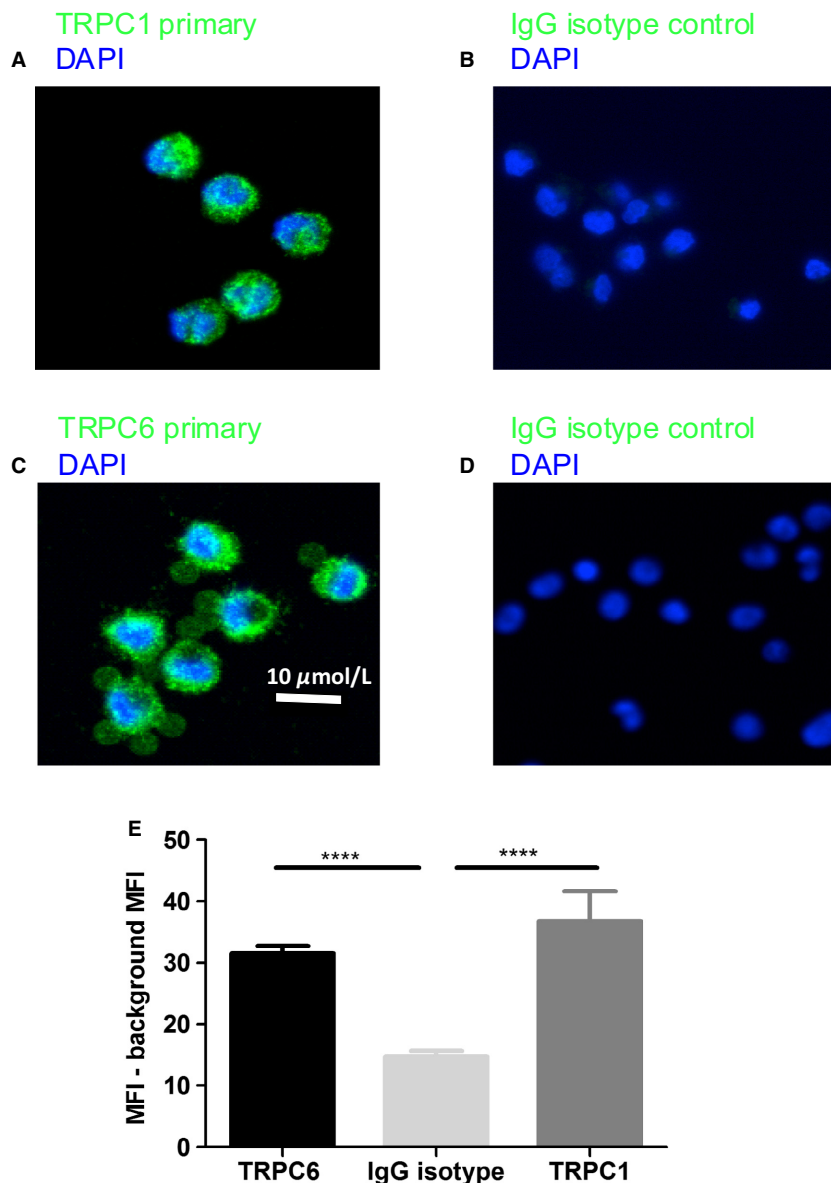 TRPC1 primary
A DAPI
IgG isotype control
B DAPI
TRPC6 primary
C DAPI
10 µmol/L
IgG isotype control
D DAPI
E
MFI - background MFI
50
40
30
20
10
0
****
****
TRPC6 IgG isotype TRPC1